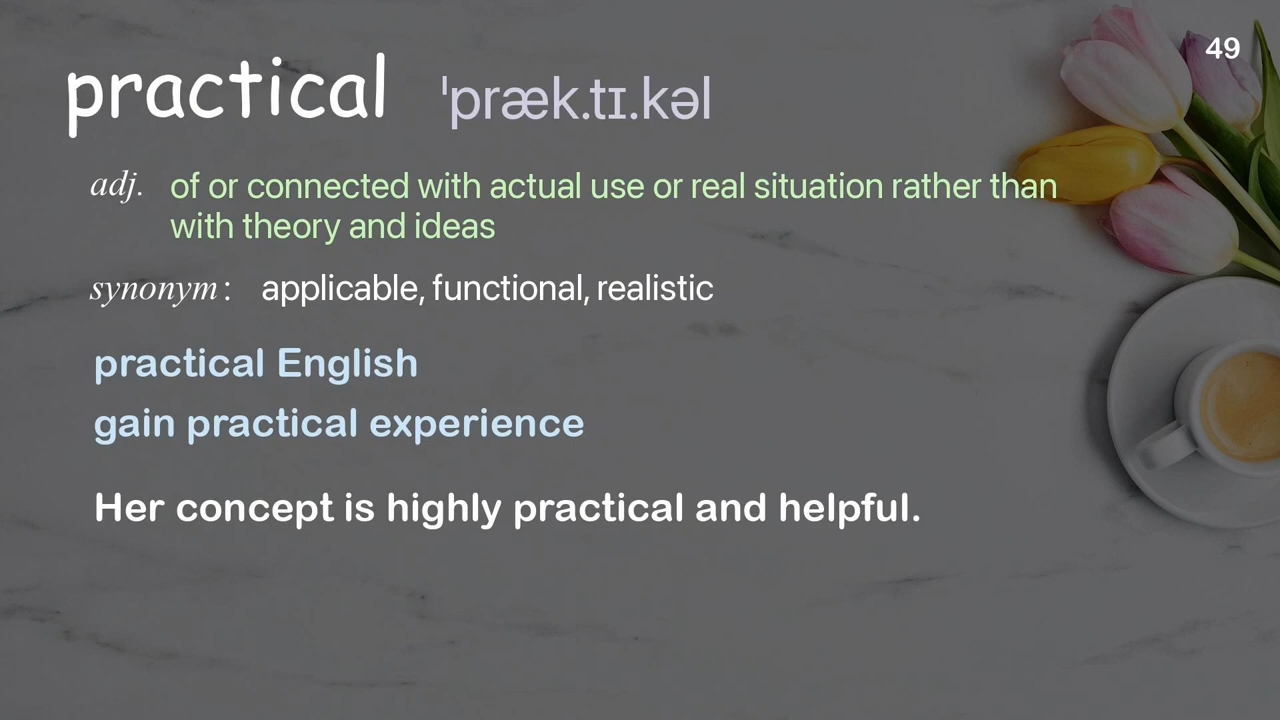 49
practical ˈpræk.tɪ.kəl
adj. of or connected with actual use or real situation rather than
with theory and ideas
synonym : applicable, functional, realistic
practical English
gain practical experience
Her concept is highly practical and helpful.